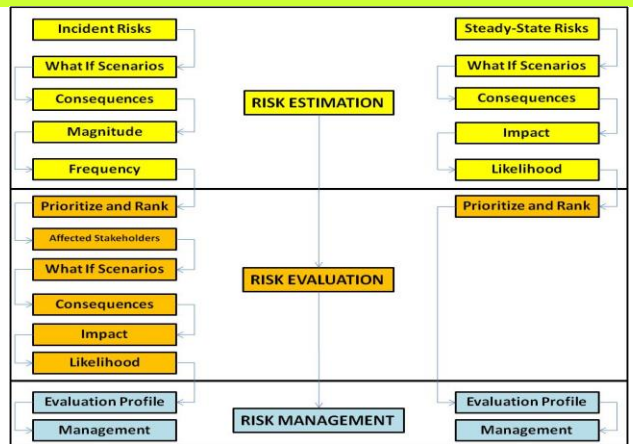 Incident Risks
What If Scenarios
Consequences
Magnitude
Frequency
RISK ESTIMATION
Steady-State Risks
What If Scenarios
Consequences
Impact
Likelihood
Prioritize and Rank
Affected Stakeholders
What If Scenarios
Consequences
Impact
Likelihood
RISK EVALUATION
Prioritize and Rank
Evaluation Profile
Management
RISK MANAGEMENT
Evaluation Profile
Management